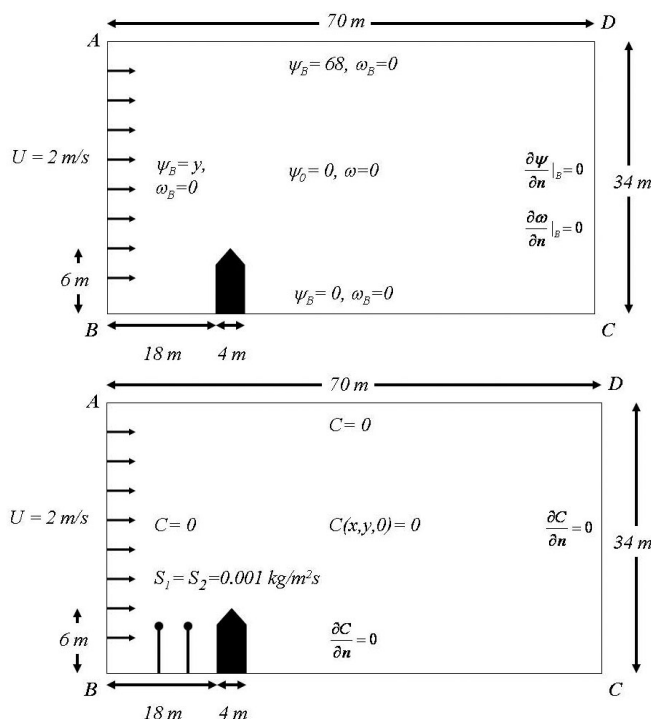 70 m
A
D
ψB= 68, ωB=0
U = 2 m/s
ψB= y,
ωB=0
ψ0= 0, ω=0
∂ψ/∂n|B = 0
34 m
∂ω/∂n|B = 0
6 m
ψB= 0, ωB=0
B
C
18 m
4 m
70 m
A
D
C= 0
U = 2 m/s
C=0
C(x,y,0)= 0
∂C/∂n = 0
34 m
S1= S2=0.001 kg/m²s
6 m
∂C/∂n = 0
B
C
18 m
4 m